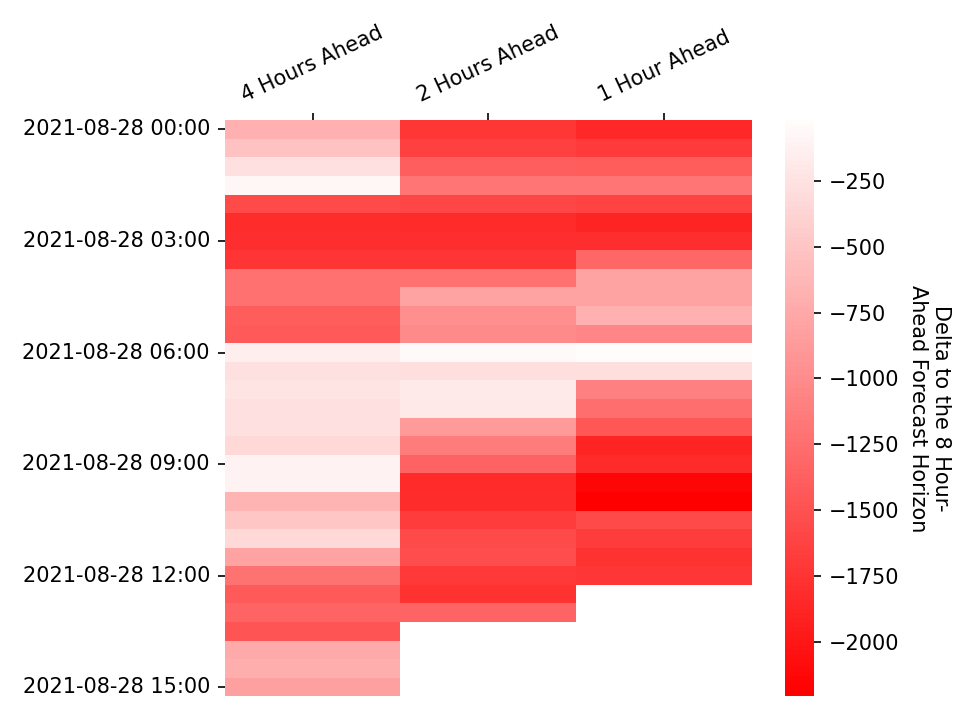 4 Hours Ahead
2 Hours Ahead
1 Hour Ahead
2021-08-28 00:00
2021-08-28 03:00
2021-08-28 06:00
2021-08-28 09:00
2021-08-28 12:00
2021-08-28 15:00
−250
−500
−750
−1000
−1250
−1500
−1750
−2000
Delta to the 8 Hour-
Ahead Forecast Horizon